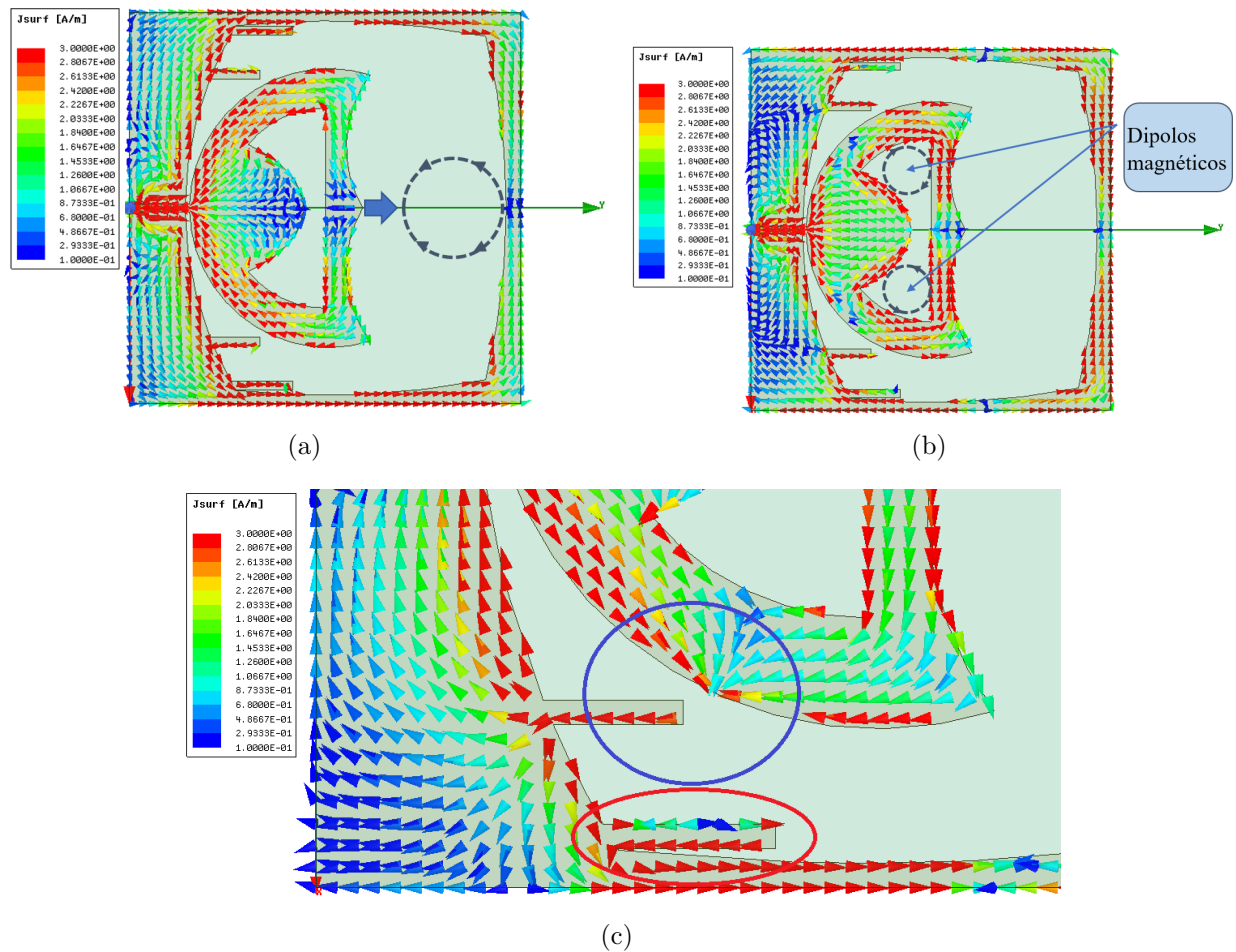 Jsurf [A/m]
3.0000E+00
2.8067E+00
2.6133E+00
2.4200E+00
2.2267E+00
2.0333E+00
1.8400E+00
1.6467E+00
1.4533E+00
1.2600E+00
1.0667E+00
8.7333E-01
6.8000E-01
4.8667E-01
2.9333E-01
1.0000E-01
Y
(a)
Jsurf [A/m]
3.0000E+00
2.8067E+00
2.6133E+00
2.4200E+00
2.2267E+00
2.0333E+00
1.8400E+00
1.6467E+00
1.4533E+00
1.2600E+00
1.0667E+00
8.7333E-01
6.8000E-01
4.8667E-01
2.9333E-01
1.0000E-01
Y
Dipolos
magnéticos
(b)
Jsurf [A/m]
3.0000E+00
2.8067E+00
2.6133E+00
2.4200E+00
2.2267E+00
2.0333E+00
1.8400E+00
1.6467E+00
1.4533E+00
1.2600E+00
1.0667E+00
8.7333E-01
6.8000E-01
4.8667E-01
2.9333E-01
1.0000E-01
(c)